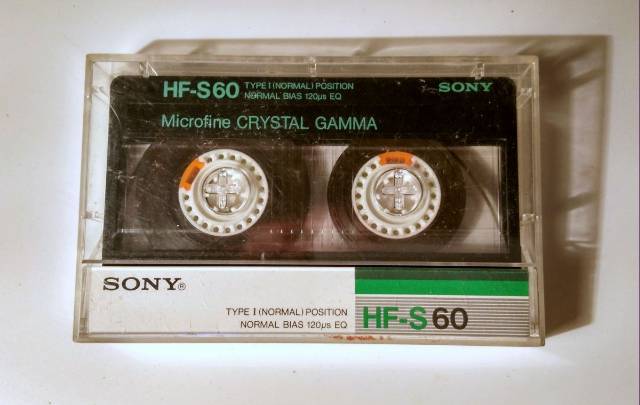 HF-S60 TYPE I (NORMAL) POSITION
NORMAL BIAS 120μs EQ
SONY
Microfine CRYSTAL GAMMA
SONY®
TYPE I (NORMAL) POSITION
NORMAL BIAS 120μs EQ
HF-S 60